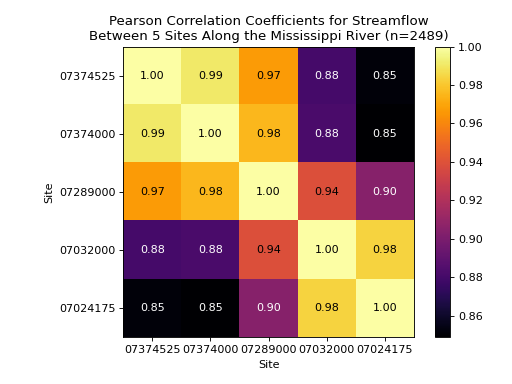 Pearson Correlation Coefficients for Streamflow
Between 5 Sites Along the Mississippi River (n=2489)
07374525 1.00 0.99 0.97 0.88 0.85
07374000 0.99 1.00 0.98 0.88 0.85
07289000 0.97 0.98 1.00 0.94 0.90
07032000 0.88 0.88 0.94 1.00 0.98
07024175 0.85 0.85 0.90 0.98 1.00
07374525 07374000 07289000 07032000 07024175
Site
Site
1.00
0.98
0.96
0.94
0.92
0.90
0.88
0.86